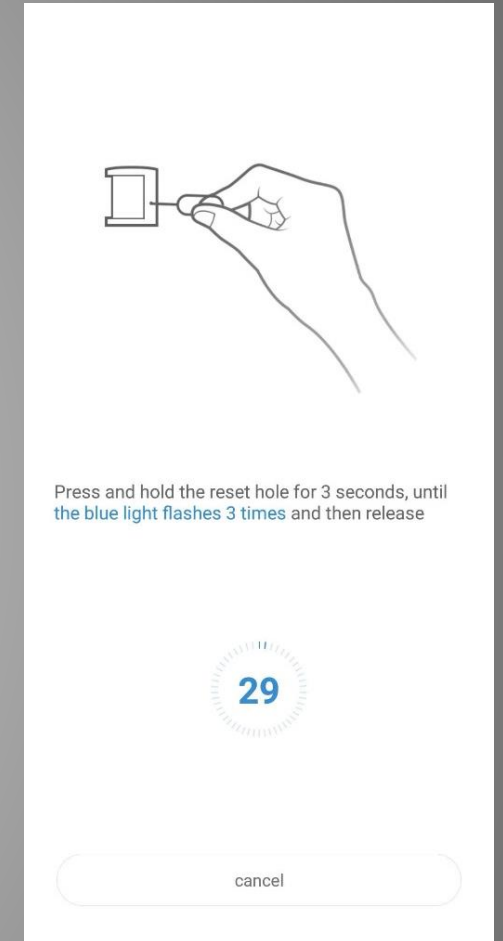 Press and hold the reset hole for 3 seconds, until
the blue light flashes 3 times and then release
29
cancel